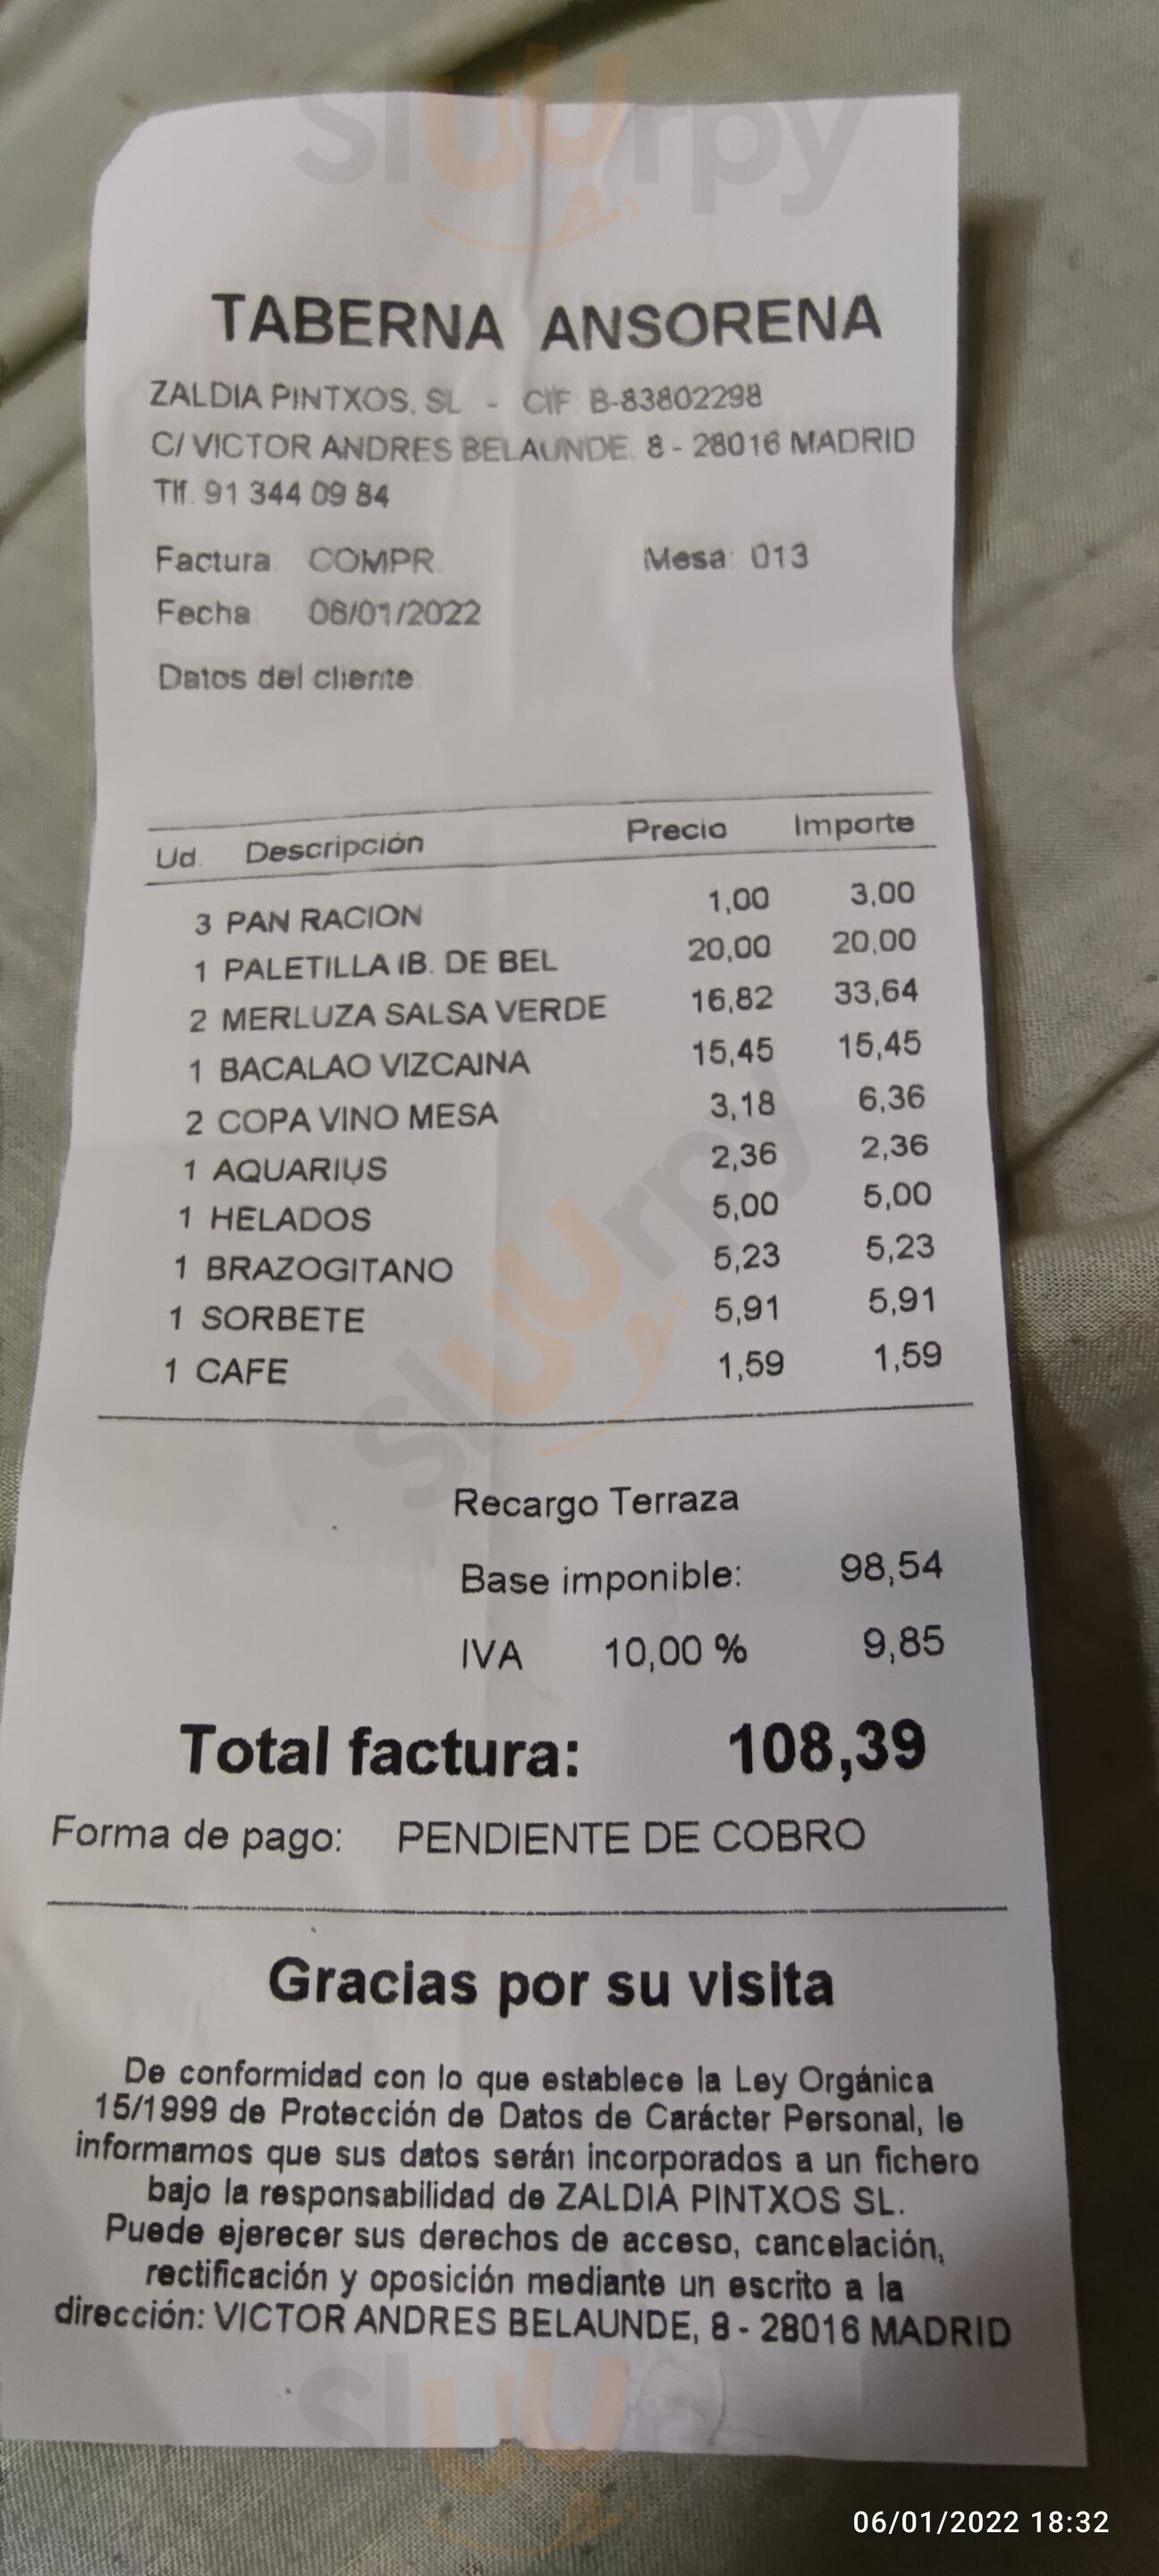 sluurpy
TABERNA ANSORENA
ZALDIA PINTXOS, SL - CIF B-83802298
C/ VICTOR ANDRES BELAUNDE, 8 - 28016 MADRID
Tlf. 91 344 09 84
Factura: COMPR. Mesa: 013
Fecha: 06/01/2022
Datos del cliente:
Ud. Descripción Precio Importe
3 PAN RACION 1,00 3,00
1 PALETILLA IB. DE BEL 20,00 20,00
2 MERLUZA SALSA VERDE 16,82 33,64
1 BACALAO VIZCAINA 15,45 15,45
2 COPA VINO MESA 3,18 6,36
1 AQUARIUS 2,36 2,36
1 HELADOS 5,00 5,00
1 BRAZOGITANO 5,23 5,23
1 SORBETE 5,91 5,91
1 CAFE 1,59 1,59
sluurpy
Recargo Terraza
Base imponible: 98,54
IVA 10,00 % 9,85
Total factura: 108,39
Forma de pago: PENDIENTE DE COBRO
Gracias por su visita
De conformidad con lo que establece la Ley Orgánica
15/1999 de Protección de Datos de Carácter Personal, le
informamos que sus datos serán incorporados a un fichero
bajo la responsabilidad de ZALDIA PINTXOS SL.
Puede ejerecer sus derechos de acceso, cancelación,
rectificación y oposición mediante un escrito a la
dirección: VICTOR ANDRES BELAUNDE, 8 - 28016 MADRID
sluurpy
06/01/2022 18:32